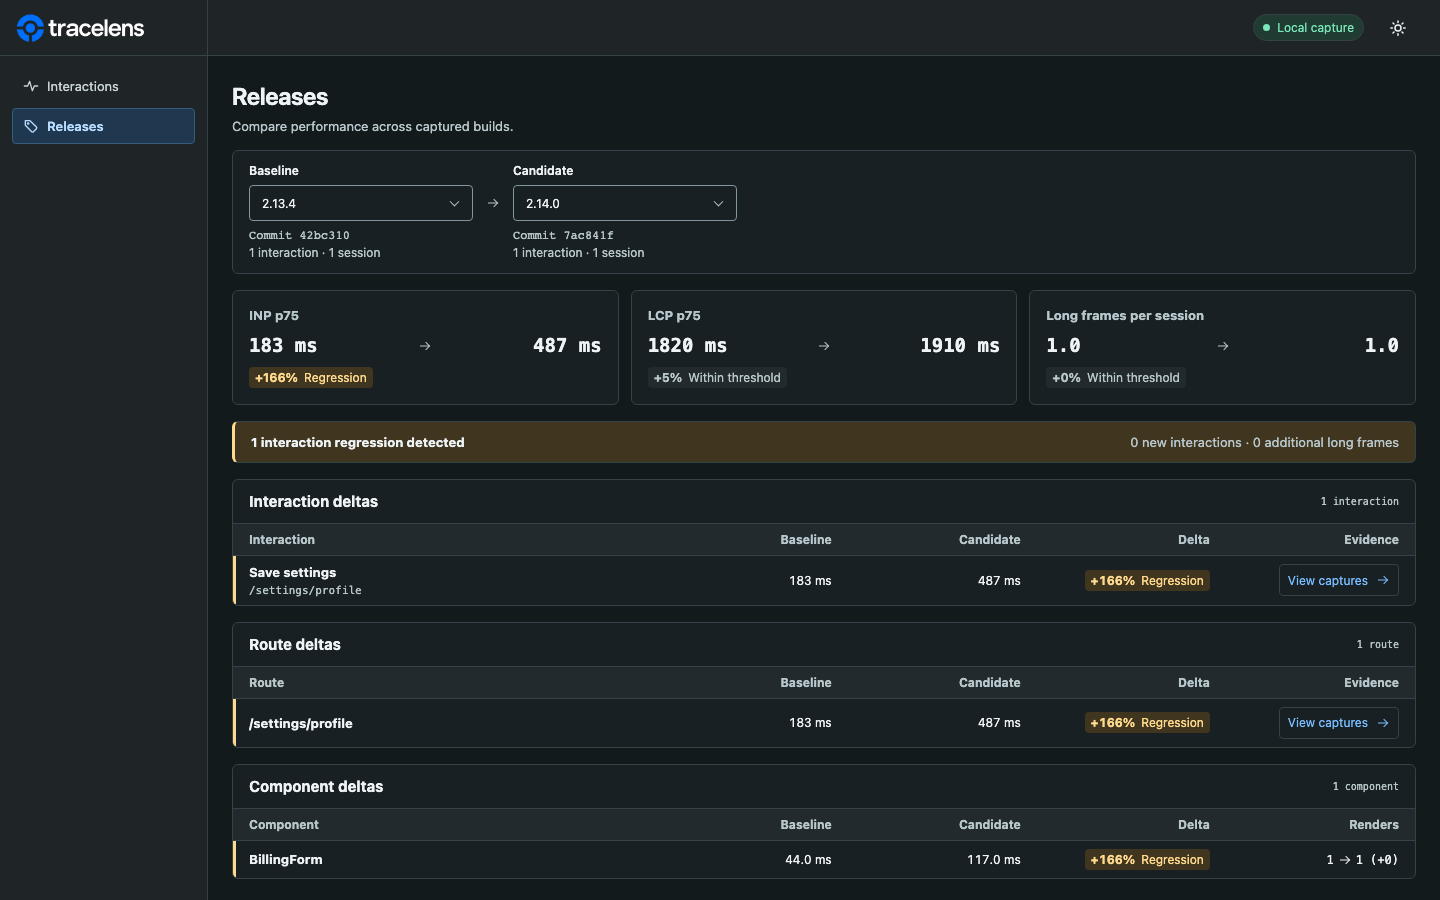 tracelens
Local capture
Interactions
Releases
Releases
Compare performance across captured builds.
Baseline
Candidate
2.13.4
→
2.14.0
Commit 42bc310
Commit 7ac841f
1 interaction · 1 session
1 interaction · 1 session
INP p75
183 ms → 487 ms
+166% Regression
LCP p75
1820 ms → 1910 ms
+5% Within threshold
Long frames per session
1.0 → 1.0
+0% Within threshold
1 interaction regression detected
0 new interactions · 0 additional long frames
Interaction deltas
1 interaction
Interaction Baseline Candidate Delta Evidence
Save settings
/settings/profile
183 ms 487 ms +166% Regression View captures →
Route deltas
1 route
Route Baseline Candidate Delta Evidence
/settings/profile 183 ms 487 ms +166% Regression View captures →
Component deltas
1 component
Component Baseline Candidate Delta Renders
BillingForm 44.0 ms 117.0 ms +166% Regression 1 → 1 (+0)